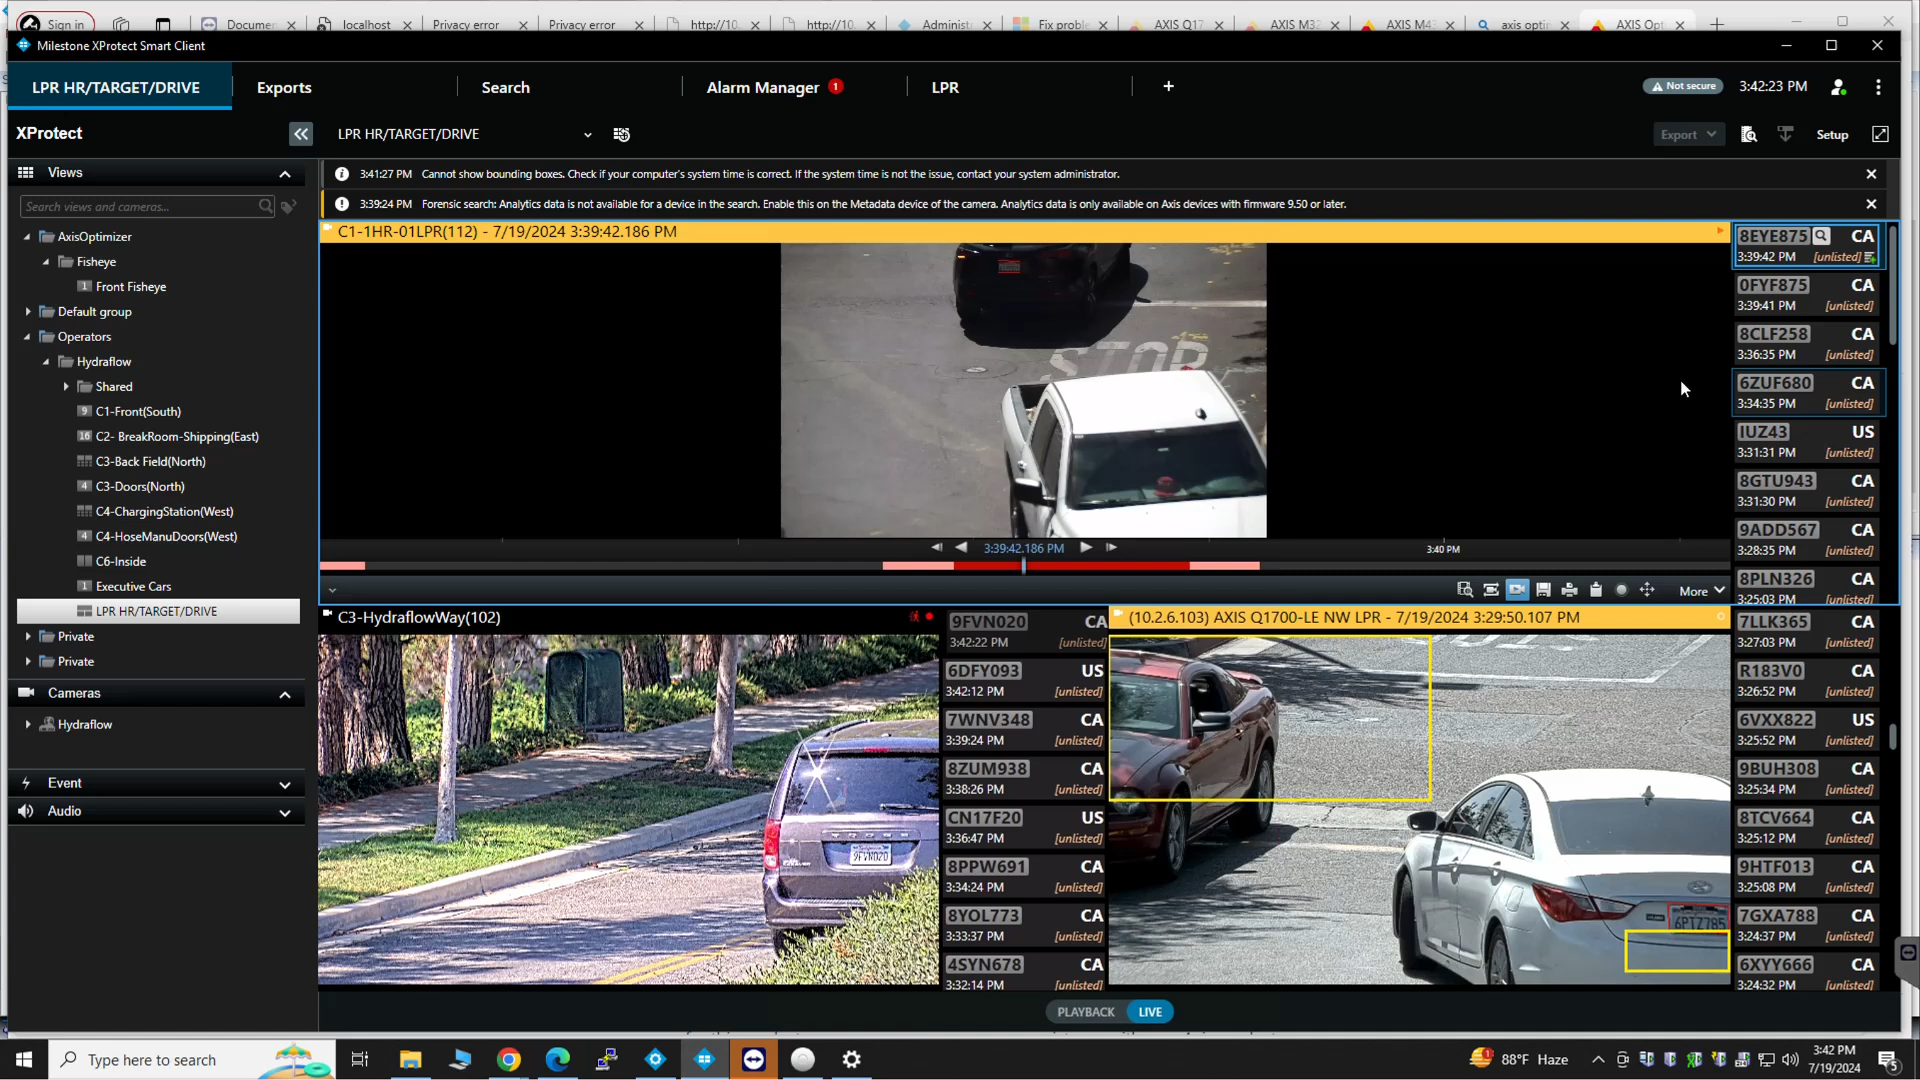 Sign in
Documen
localhost
Privacy error
Privacy error
http://10.
http://10.
Administ
Fix proble
AXIS Q17
AXIS M32
AXIS M43
axis optim
AXIS Opt
Milestone XProtect Smart Client
LPR HR/TARGET/DRIVE
Exports
Search
Alarm Manager 1
LPR
Not secure
3:42:23 PM
XProtect
LPR HR/TARGET/DRIVE
Export
Setup
Views
Search views and cameras...
AxisOptimizer
Fisheye
1 Front Fisheye
Default group
Operators
Hydraflow
Shared
9 C1-Front(South)
16 C2- BreakRoom-Shipping(East)
C3-Back Field(North)
4 C3-Doors(North)
C4-ChargingStation(West)
4 C4-HoseManuDoors(West)
C6-Inside
1 Executive Cars
LPR HR/TARGET/DRIVE
Private
Private
Cameras
Hydraflow
Event
Audio
3:41:27 PM Cannot show bounding boxes. Check if your computer's system time is correct. If the system time is not the issue, contact your system administrator.
3:39:24 PM Forensic search: Analytics data is not available for a device in the search. Enable this on the Metadata device of the camera. Analytics data is only available on Axis devices with firmware 9.50 or later.
C1-1HR-01LPR(112) - 7/19/2024 3:39:42.186 PM
STOP
3:39:42.186 PM
3:40 PM
More
8EYE875 CA
3:39:42 PM [unlisted]
0FYF875 CA
3:39:41 PM [unlisted]
8CLF258 CA
3:36:35 PM [unlisted]
6ZUF680 CA
3:34:35 PM [unlisted]
IUZ43 US
3:31:31 PM [unlisted]
8GTU943 CA
3:31:30 PM [unlisted]
9ADD567 CA
3:28:35 PM [unlisted]
8PLN326 CA
3:25:03 PM [unlisted]
C3-HydraflowWay(102)
9FVN020
9FVN020 CA
3:42:22 PM [unlisted]
6DFY093 US
3:42:12 PM [unlisted]
7WNV348 CA
3:39:24 PM [unlisted]
8ZUM938 CA
3:38:26 PM [unlisted]
CN17F20 US
3:36:47 PM [unlisted]
8PPW691 CA
3:34:24 PM [unlisted]
8YOL773 CA
3:33:37 PM [unlisted]
4SYN678 CA
3:32:14 PM [unlisted]
(10.2.6.103) AXIS Q1700-LE NW LPR - 7/19/2024 3:29:50.107 PM
6PTZ785
7LLK365 CA
3:27:03 PM [unlisted]
R183V0 CA
3:26:52 PM [unlisted]
6VXX822 US
3:25:52 PM [unlisted]
9BUH308 CA
3:25:34 PM [unlisted]
8TCV664 CA
3:25:12 PM [unlisted]
9HTF013 CA
3:25:08 PM [unlisted]
7GXA788 CA
3:24:37 PM [unlisted]
6XYY666 CA
3:24:32 PM [unlisted]
PLAYBACK
LIVE
Type here to search
88°F Haze
3:42 PM
7/19/2024
5